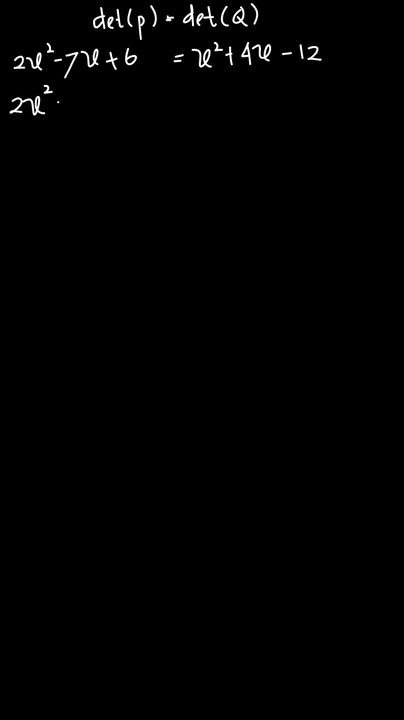 det(p) = det(Q)
2x² - 7x + 6 = x² + 4x - 12
2x²